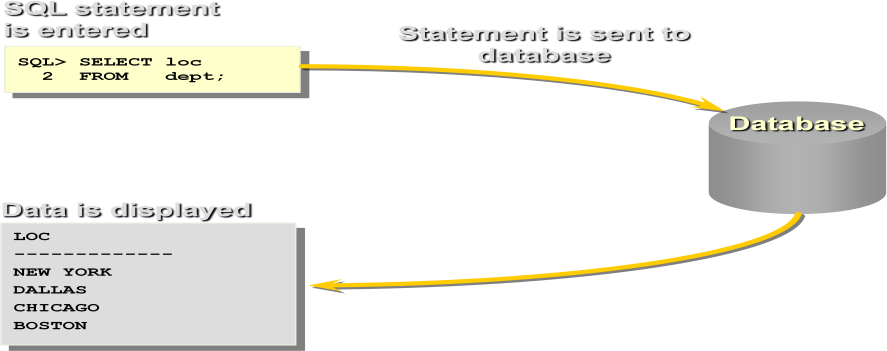 SQL statement
is entered
SQL> SELECT loc
2 FROM dept;
Statement is sent to
database
Database
Data is displayed
LOC
-------------
NEW YORK
DALLAS
CHICAGO
BOSTON